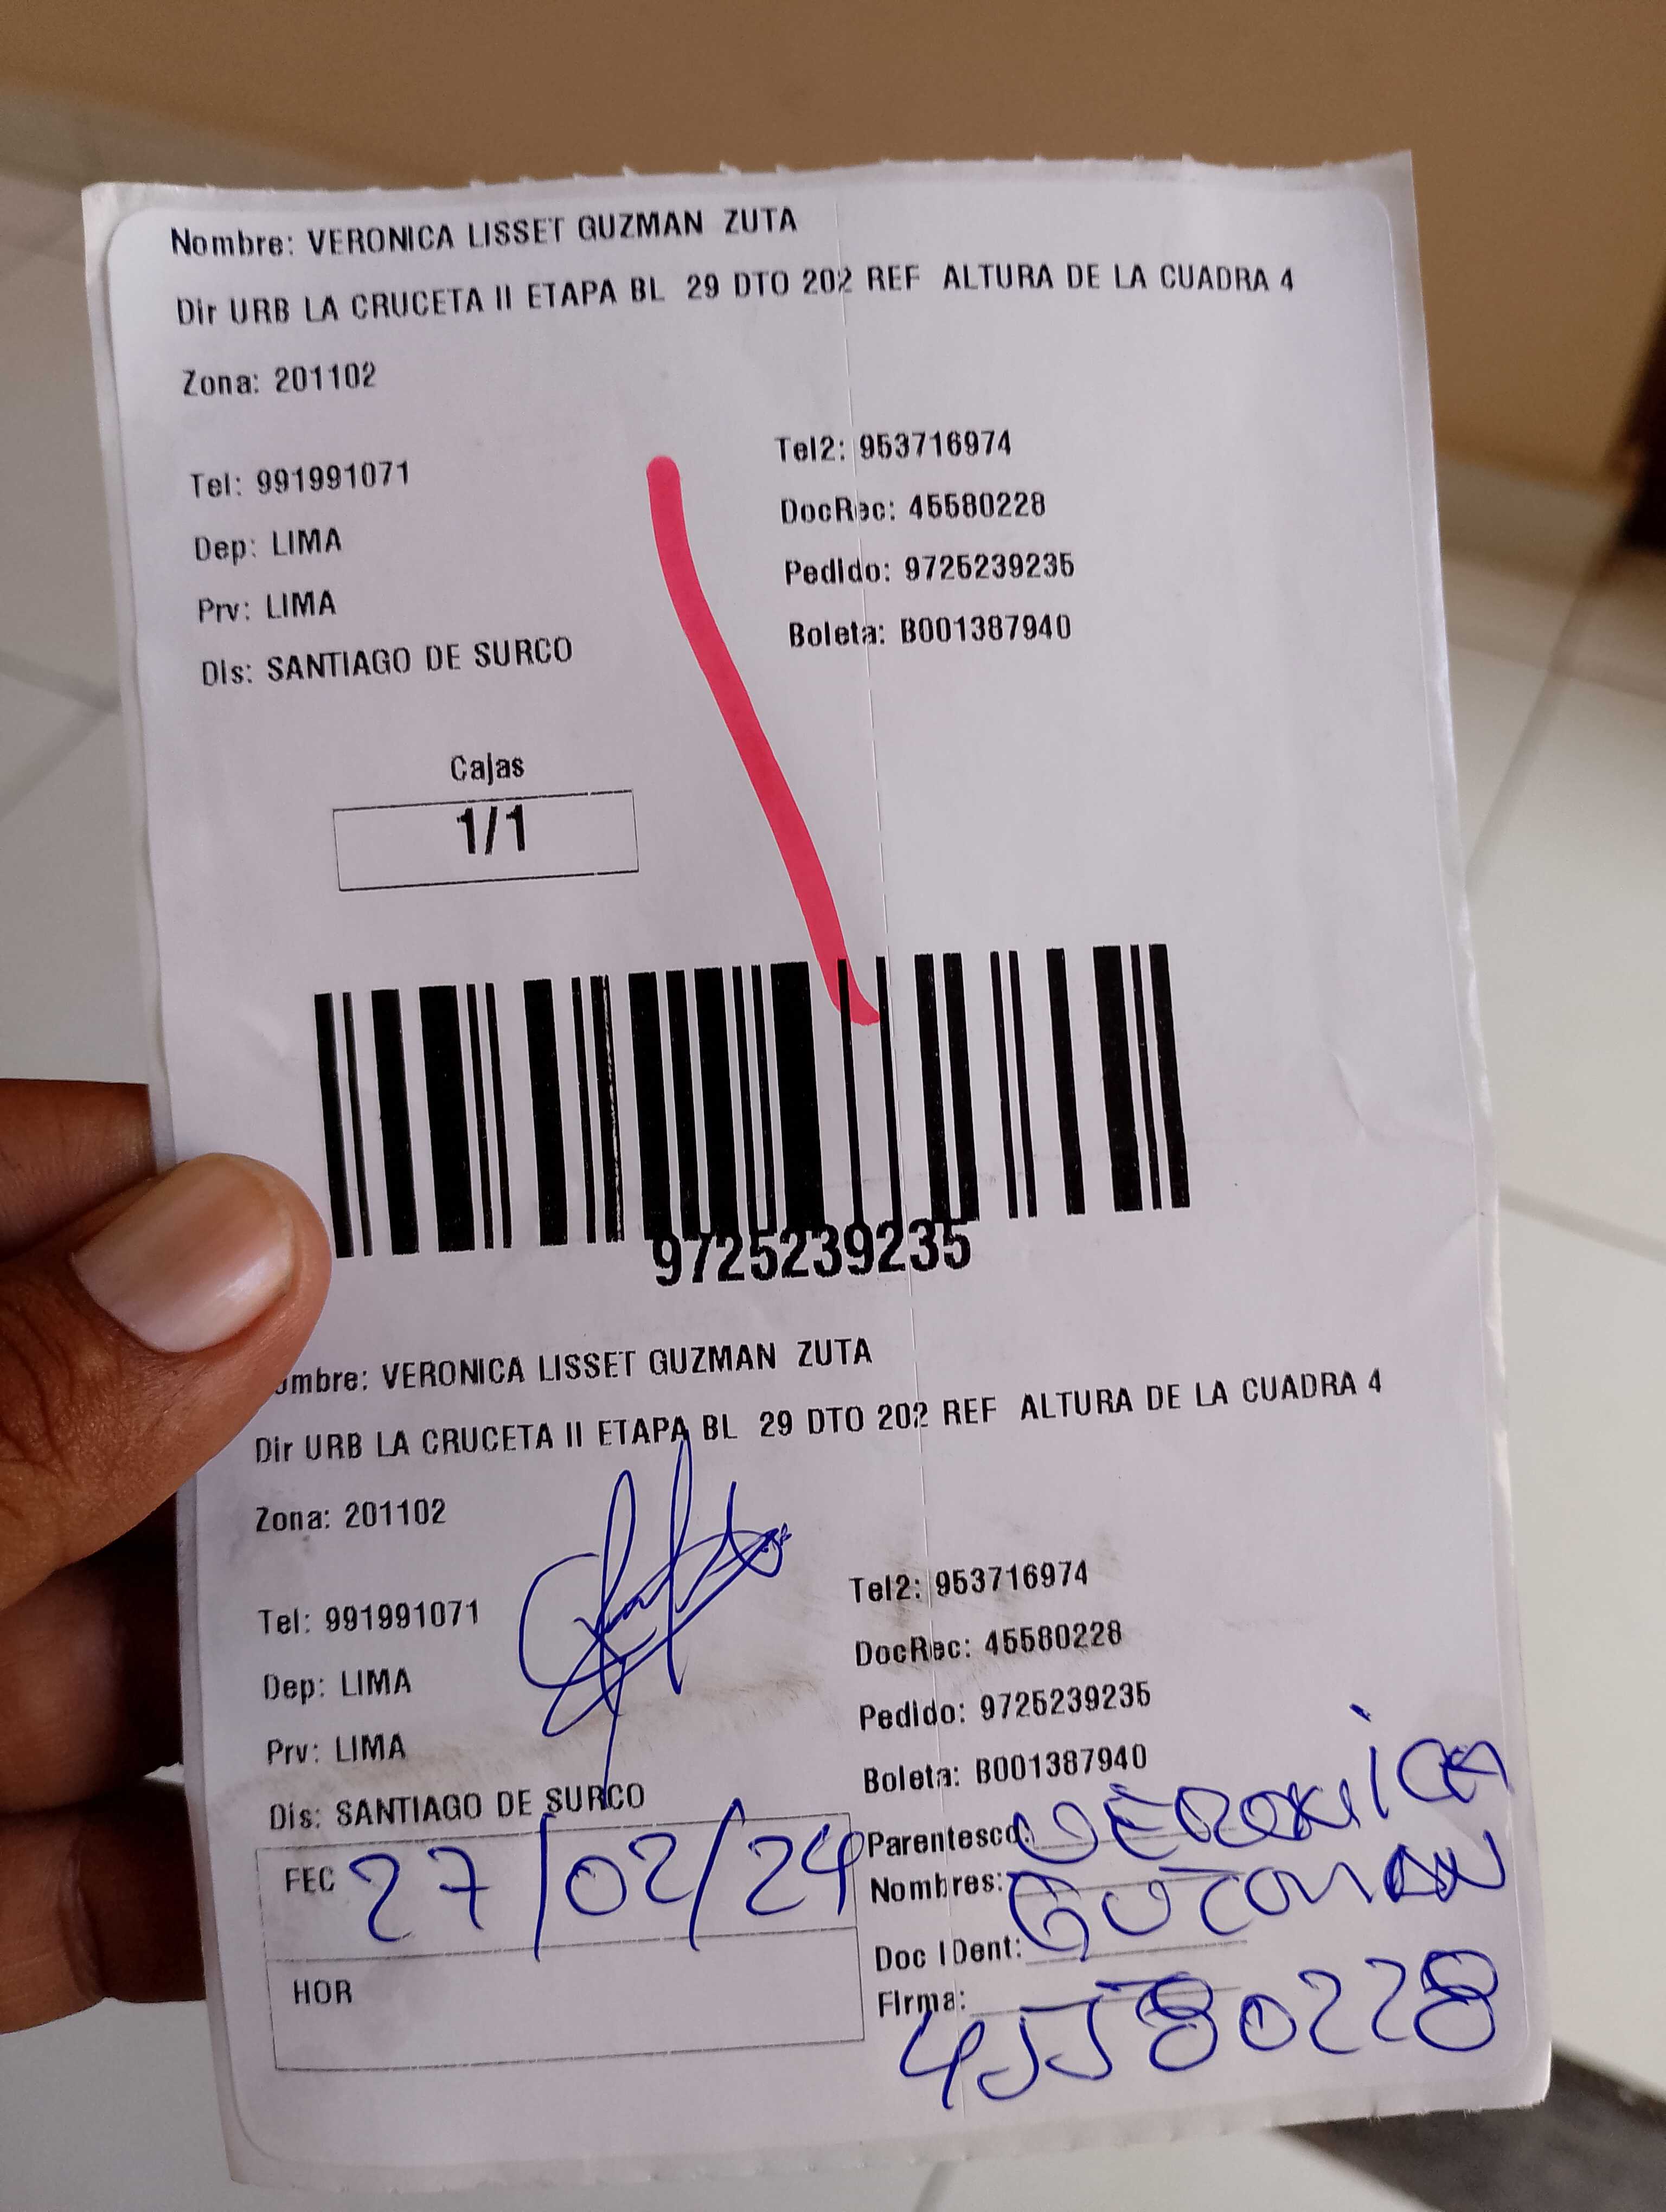 Nombre: VERONICA LISSET GUZMAN ZUTA
Dir URB LA CRUCETA II ETAPA BL 29 DTO 202 REF ALTURA DE LA CUADRA 4
Zona: 201102
Tel: 991991071 Tel2: 953716974
Dep: LIMA DocRec: 45580228
Prv: LIMA Pedido: 9725239235
Dis: SANTIAGO DE SURCO Boleta: B001387940
Cajas
1/1
9725239235
ombre: VERONICA LISSET GUZMAN ZUTA
Dir URB LA CRUCETA II ETAPA BL 29 DTO 202 REF ALTURA DE LA CUADRA 4
Zona: 201102
Tel: 991991071 Tel2: 953716974
Dep: LIMA DocRec: 45580228
Prv: LIMA Pedido: 9725239235
Dis: SANTIAGO DE SURCO Boleta: B001387940
FEC 27/02/24 Parentesco: VERONICA
Nombres: GUZMAN
HOR Doc IDent:
Firma: 45580228